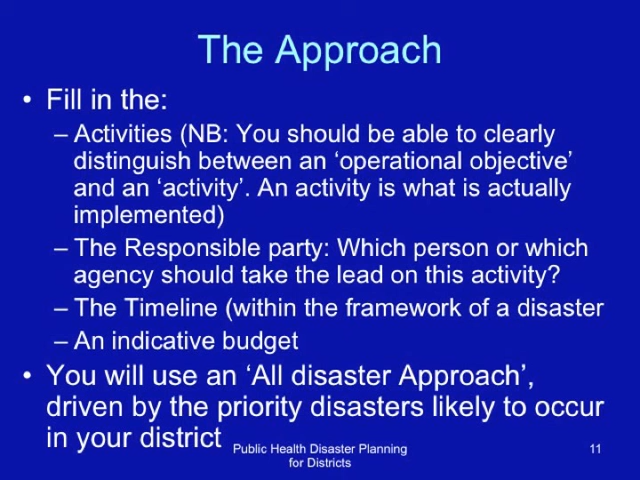 The Approach
• Fill in the:
– Activities (NB: You should be able to clearly
distinguish between an ‘operational objective’
and an ‘activity’. An activity is what is actually
implemented)
– The Responsible party: Which person or which
agency should take the lead on this activity?
– The Timeline (within the framework of a disaster
– An indicative budget
• You will use an ‘All disaster Approach’,
driven by the priority disasters likely to occur
in your district
Public Health Disaster Planning
for Districts
11